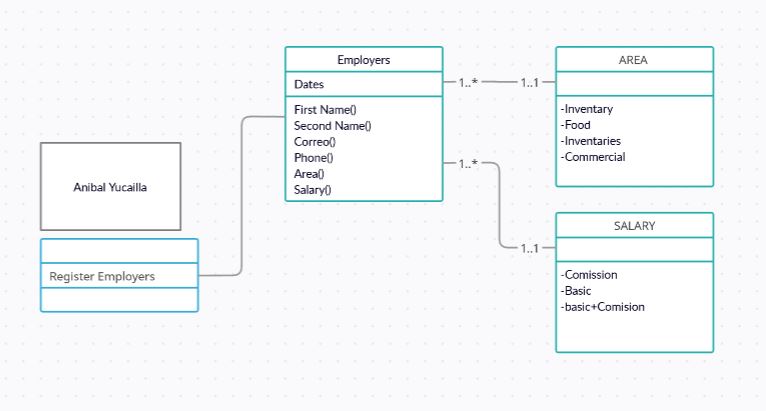 Employers
Dates
First Name()
Second Name()
Correo()
Phone()
Area()
Salary()
1..*
1..1
AREA
-Inventary
-Food
-Inventaries
-Commercial
1..*
1..1
SALARY
-Comission
-Basic
-basic+Comision
Anibal Yucailla
Register Employers